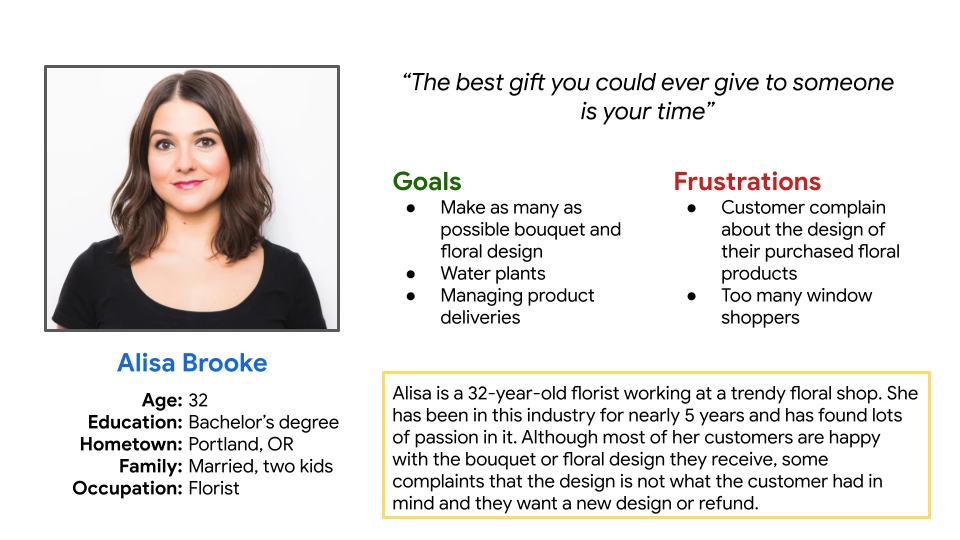 “The best gift you could ever give to someone
is your time”
Goals
● Make as many as
possible bouquet and
floral design
● Water plants
● Managing product
deliveries
Frustrations
● Customer complain
about the design of
their purchased floral
products
● Too many window
shoppers
Alisa Brooke
Age: 32
Education: Bachelor’s degree
Hometown: Portland, OR
Family: Married, two kids
Occupation: Florist
Alisa is a 32-year-old florist working at a trendy floral shop. She
has been in this industry for nearly 5 years and has found lots
of passion in it. Although most of her customers are happy
with the bouquet or floral design they receive, some
complaints that the design is not what the customer had in
mind and they want a new design or refund.